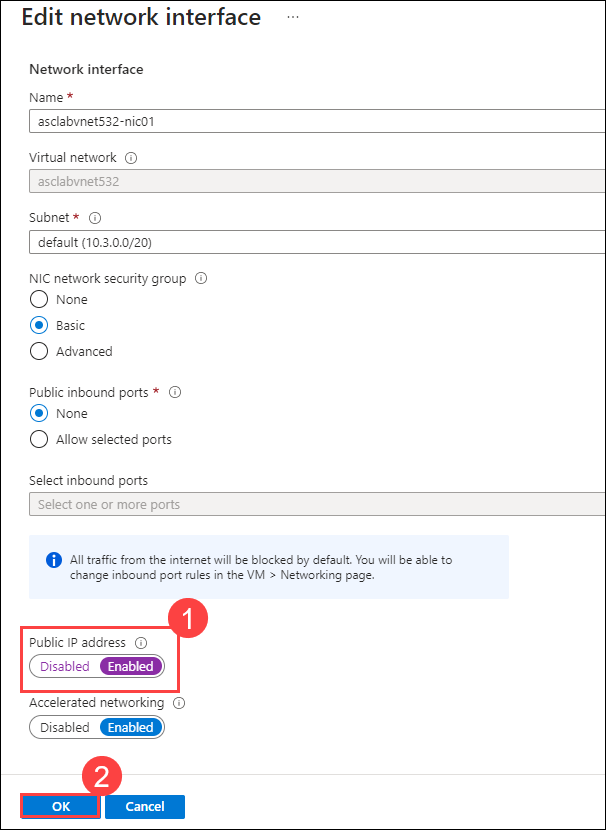 Edit network interface ...
Network interface
Name *
asclabvnet532-nic01
Virtual network
asclabvnet532
Subnet *
default (10.3.0.0/20)
NIC network security group
None
Basic
Advanced
Public inbound ports *
None
Allow selected ports
Select inbound ports
Select one or more ports
All traffic from the internet will be blocked by default. You will be able to
change inbound port rules in the VM > Networking page.
1
Public IP address
Disabled Enabled
Accelerated networking
Disabled Enabled
2
OK Cancel